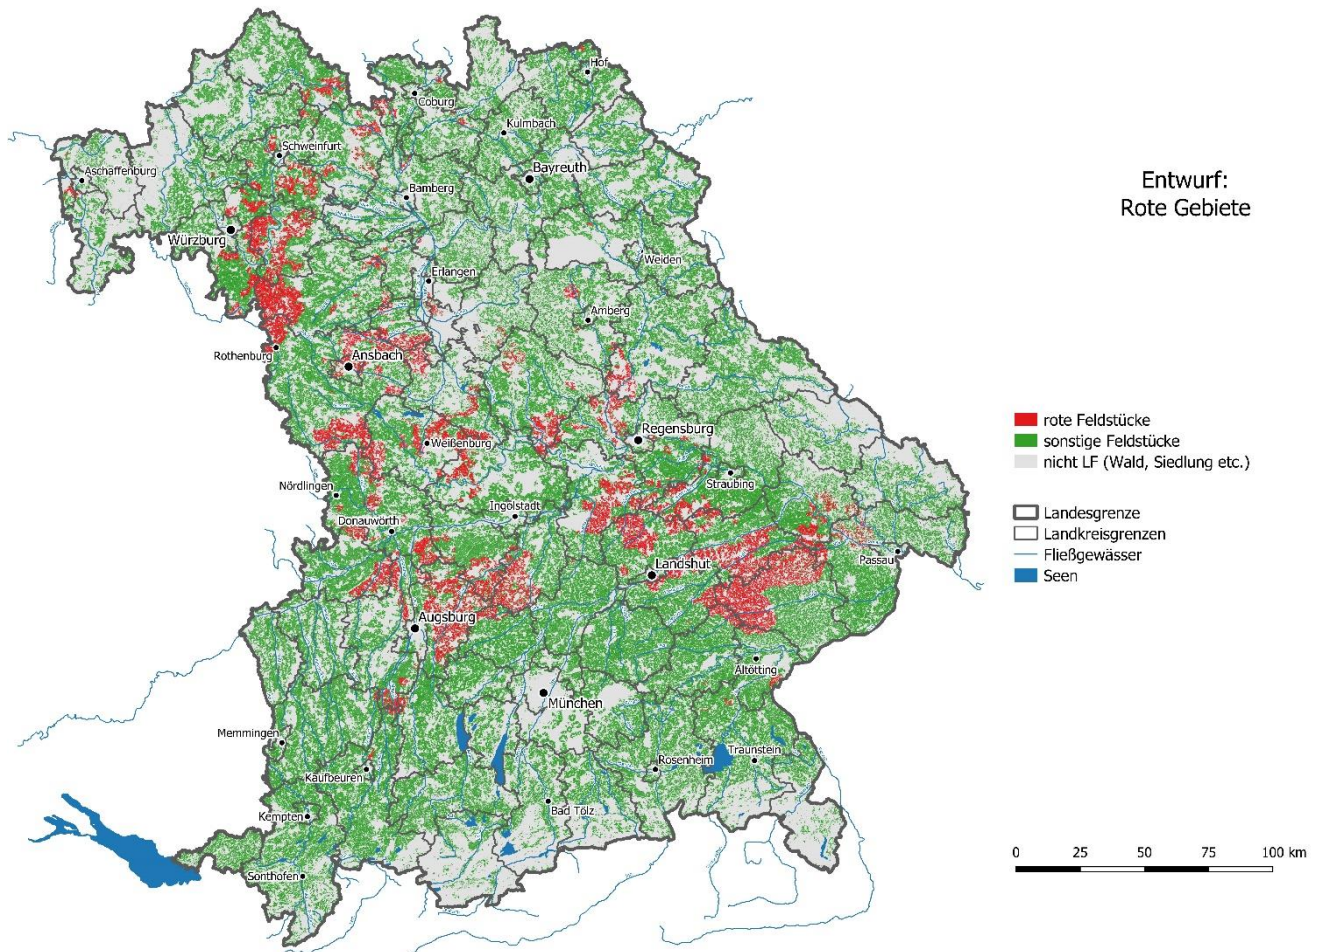 Hof
Coburg
Kulmbach
Schweinfurt
Aschaffenburg
Bayreuth
Bamberg
Würzburg
Weiden
Erlangen
Amberg
Rothenburg
Ansbach
Regensburg
Weißenburg
Straubing
Nördlingen
Ingolstadt
Donauwörth
Passau
Landshut
Augsburg
Altötting
München
Memmingen
Traunstein
Rosenheim
Kaufbeuren
Bad Tölz
Kempten
Sonthofen
Entwurf:
Rote Gebiete
rote Feldstücke
sonstige Feldstücke
nicht LF (Wald, Siedlung etc.)
Landesgrenze
Landkreisgrenzen
Fließgewässer
Seen
0 25 50 75 100 km